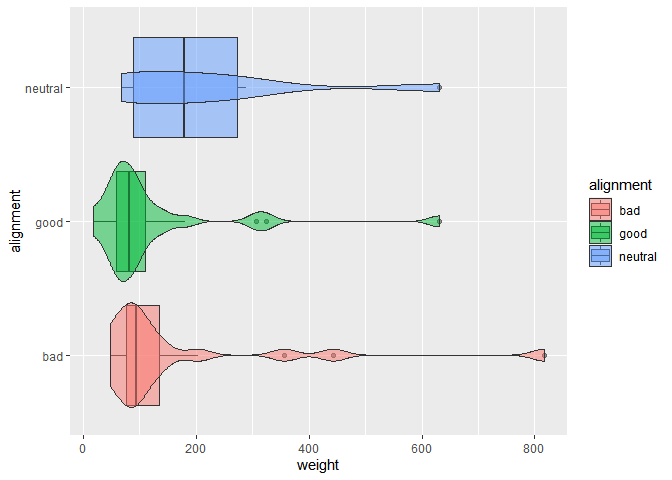 neutral
good
bad
alignment
0 200 400 600 800
weight
alignment
bad
good
neutral